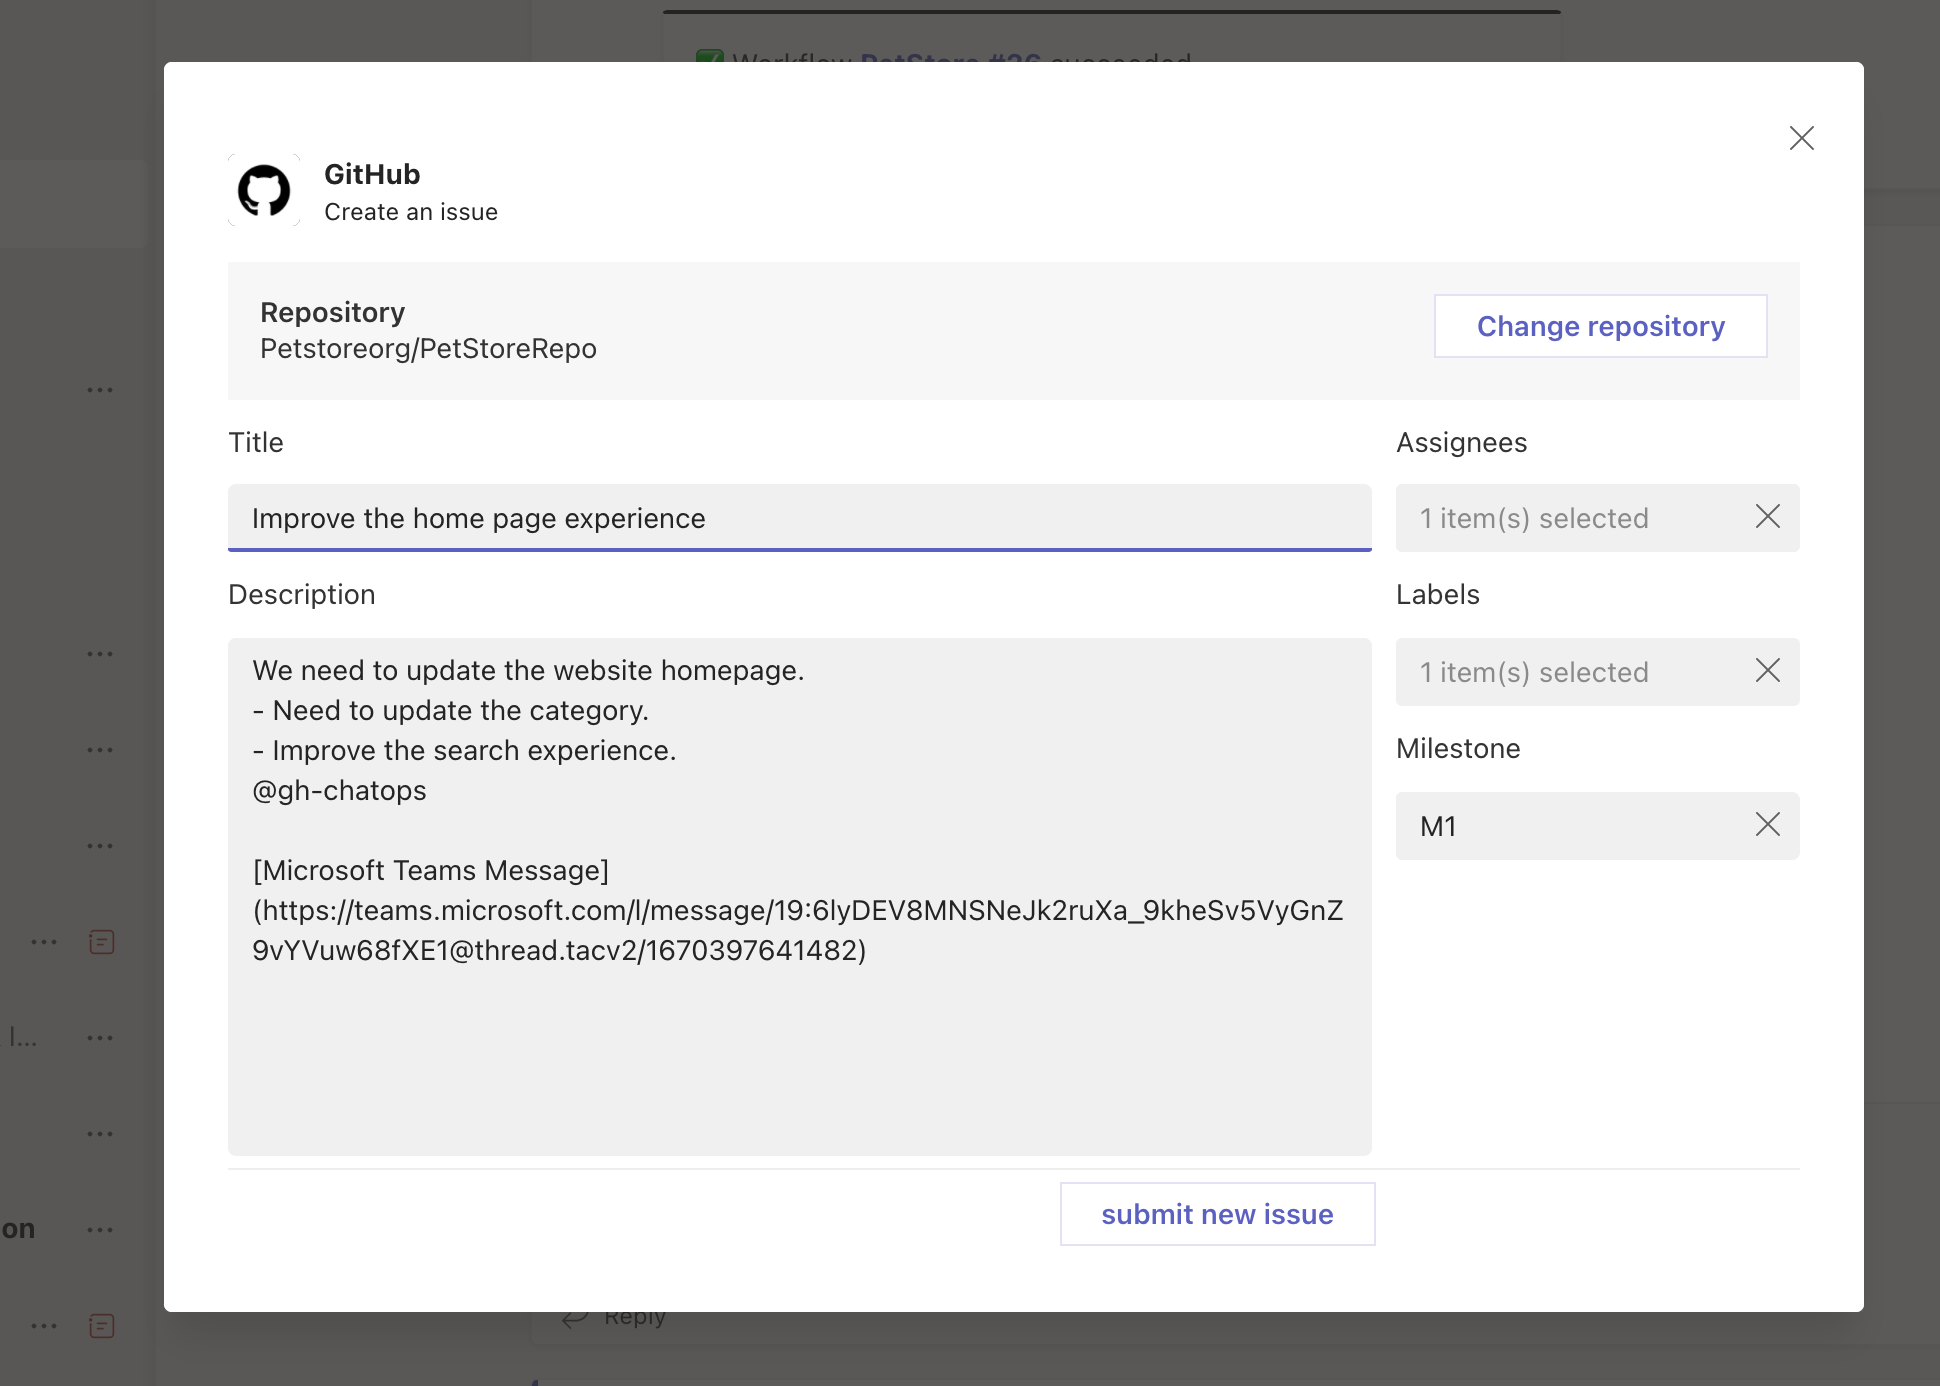 Workflow PetStore #36 succeeded
GitHub
Create an issue
Repository
Petstoreorg/PetStoreRepo
Change repository
Title
Assignees
Improve the home page experience
1 item(s) selected
Description
Labels
We need to update the website homepage.
- Need to update the category.
- Improve the search experience.
@gh-chatops
1 item(s) selected
Milestone
M1
[Microsoft Teams Message]
(https://teams.microsoft.com/l/message/19:6lyDEV8MNSNeJk2ruXa_9kheSv5VyGnZ
9vYVuw68fXE1@thread.tacv2/1670397641482)
l...
submit new issue
on
Reply